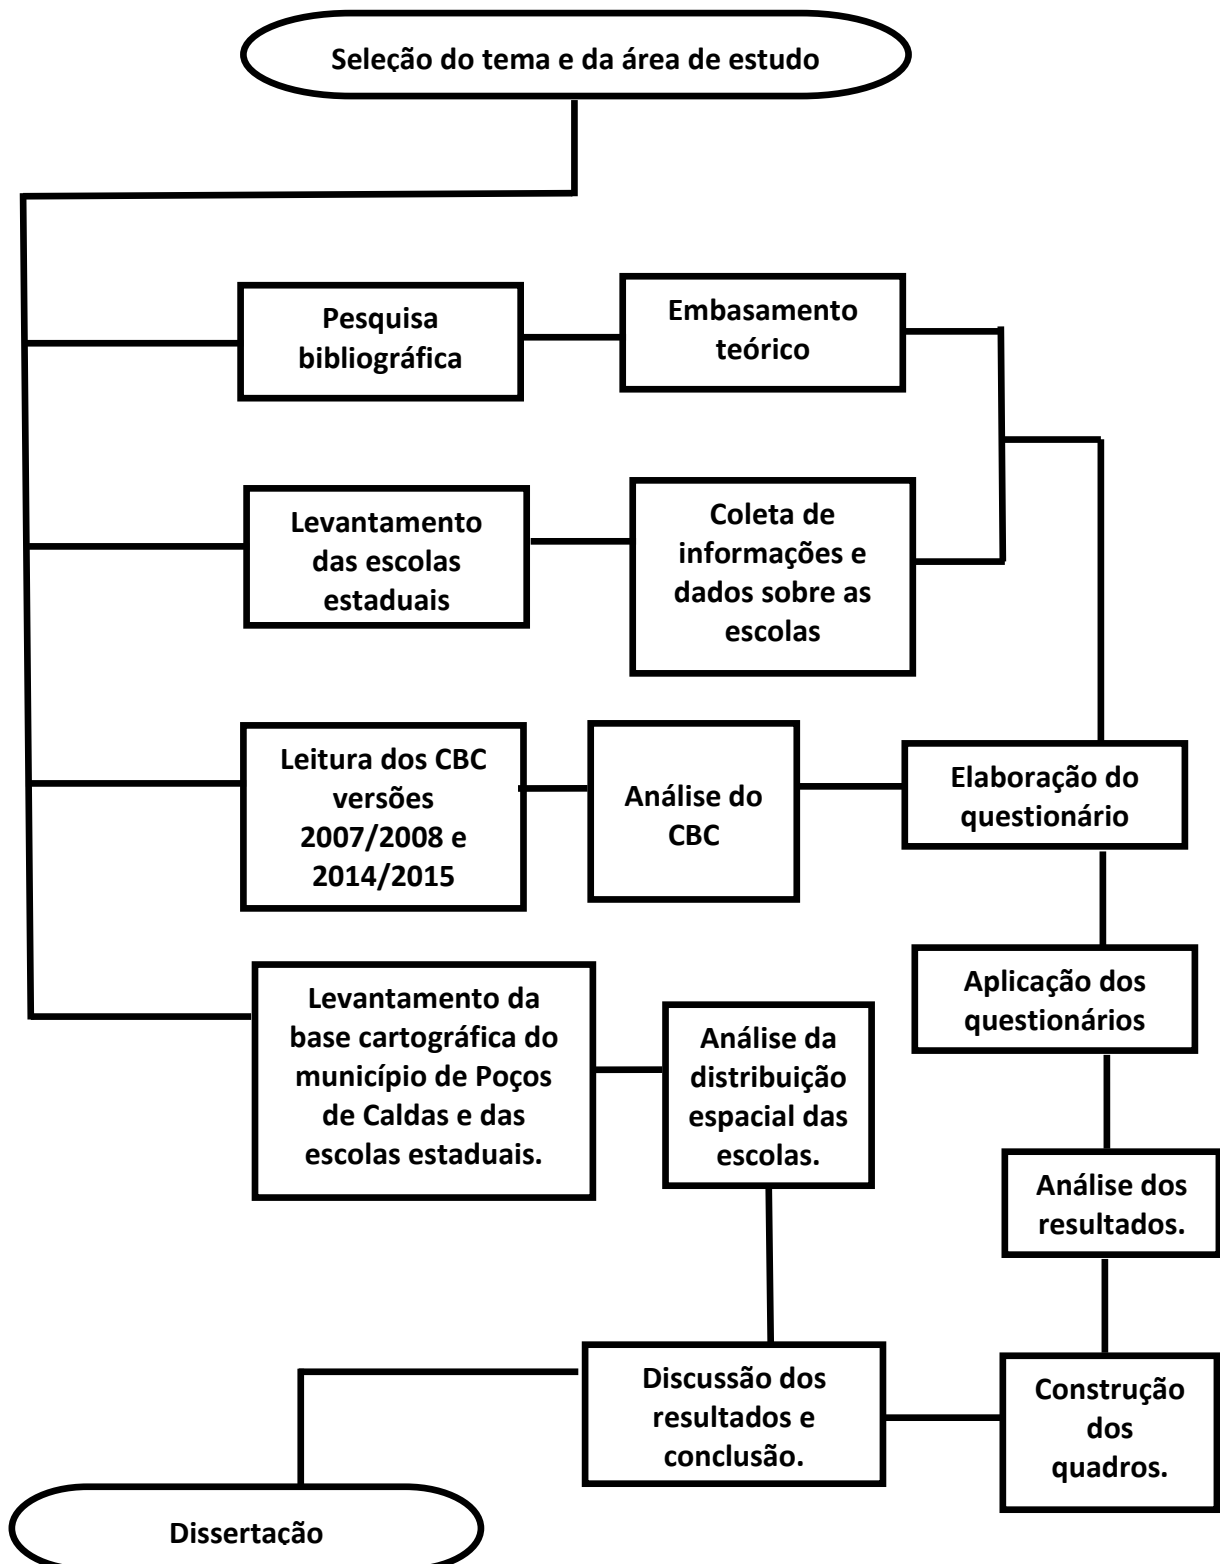 Seleção do tema e da área de estudo
Pesquisa
bibliográfica
Embasamento
teórico
Levantamento
das escolas
estaduais
Coleta de
informações e
dados sobre as
escolas
Leitura dos CBC
versões
2007/2008 e
2014/2015
Análise do
CBC
Elaboração do
questionário
Aplicação dos
questionários
Levantamento da
base cartográfica do
município de Poços
de Caldas e das
escolas estaduais.
Análise da
distribuição
espacial das
escolas.
Análise dos
resultados.
Construção
dos
quadros.
Discussão dos
resultados e
conclusão.
Dissertação